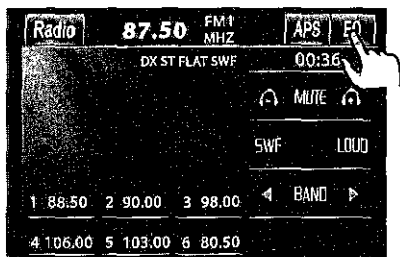 Radio 87.50 FM1 MHZ APS EQ
DX ST FLAT SWF 00:36
MUTE
SWF LOUD
BAND
1 88.50 2 90.00 3 98.00
4 106.00 5 103.00 6 80.50